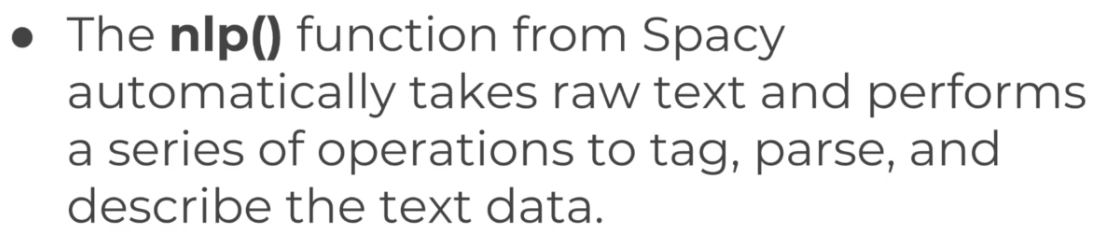 ● The nlp() function from Spacy
automatically takes raw text and performs
a series of operations to tag, parse, and
describe the text data.